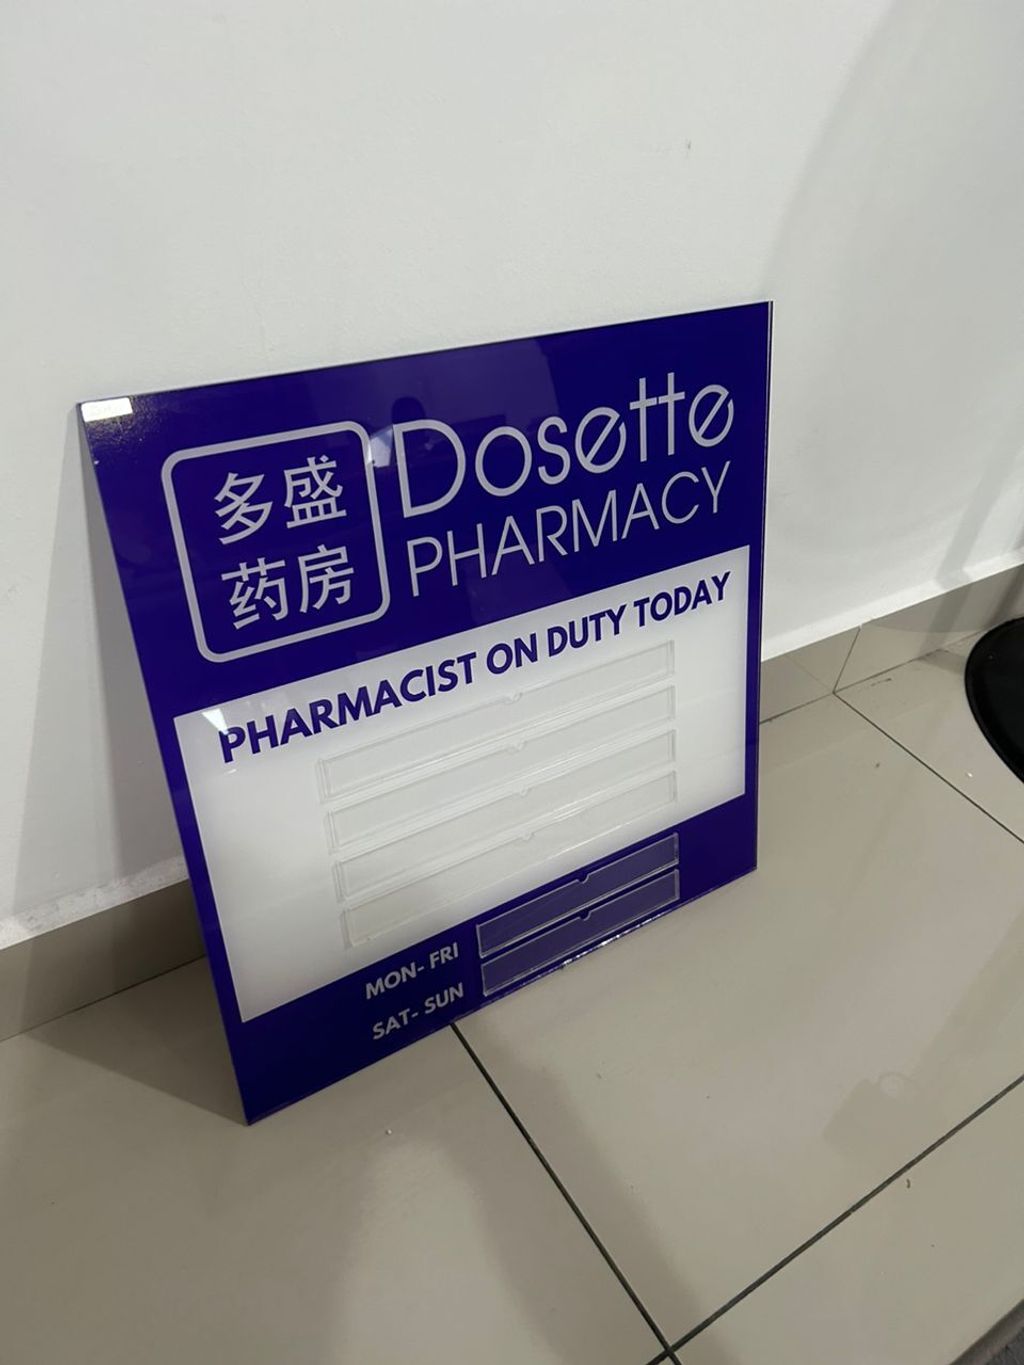 多盛
药房
Dosette
PHARMACY
PHARMACIST ON DUTY TODAY
MON- FRI
SAT- SUN